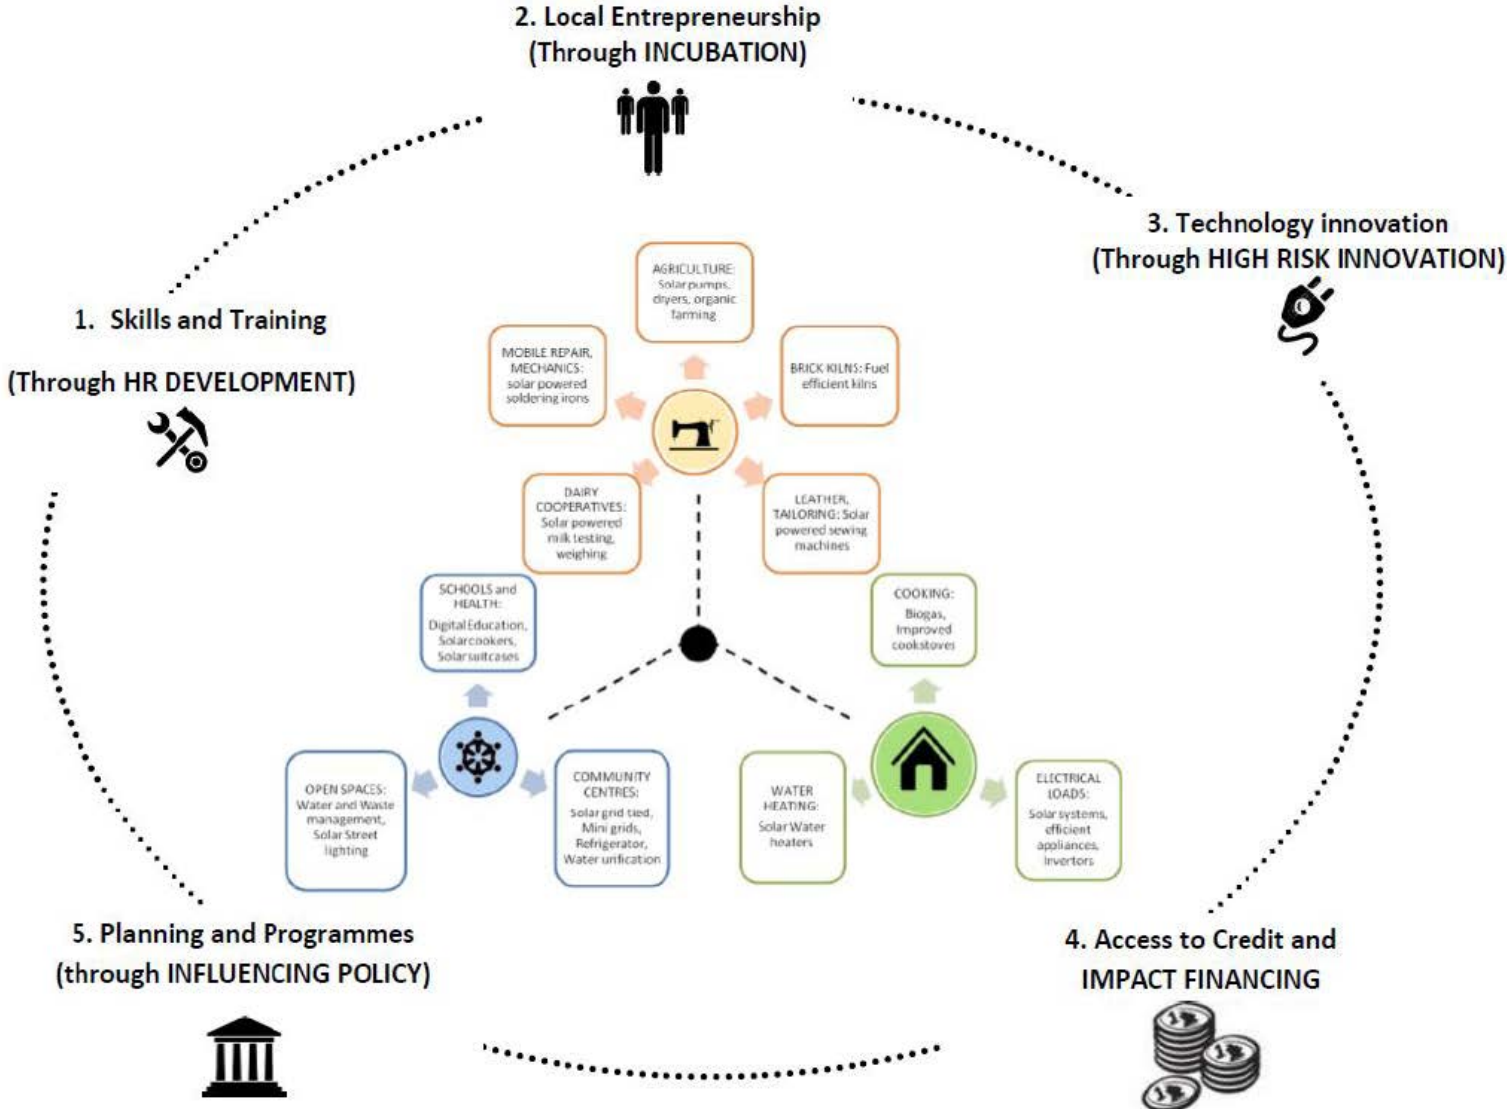 2. Local Entrepreneurship
(Through INCUBATION)
3. Technology innovation
(Through HIGH RISK INNOVATION)
1. Skills and Training
(Through HR DEVELOPMENT)
AGRICULTURE:
Solar pumps,
dryers, organic
farming
MOBILE REPAIR,
MECHANICS:
solar powered
soldering irons
BRICK KILNS: Fuel
efficient kilns
DAIRY
COOPERATIVES:
Solar powered
milk testing,
weighing
LEATHER,
TAILORING: Solar
powered sewing
machines
SCHOOLS and
HEALTH:
Digital Education,
Solar cookers,
Solar suitcases
COOKING:
Biogas,
Improved
cookstoves
OPEN SPACES:
Water and Waste
management,
Solar Street
lighting
COMMUNITY
CENTRES:
Solar grid tied,
Mini grids,
Refrigerator,
Water urification
WATER
HEATING:
Solar Water
heaters
ELECTRICAL
LOADS:
Solar systems,
efficient
appliances,
Invertors
5. Planning and Programmes
(through INFLUENCING POLICY)
4. Access to Credit and
IMPACT FINANCING